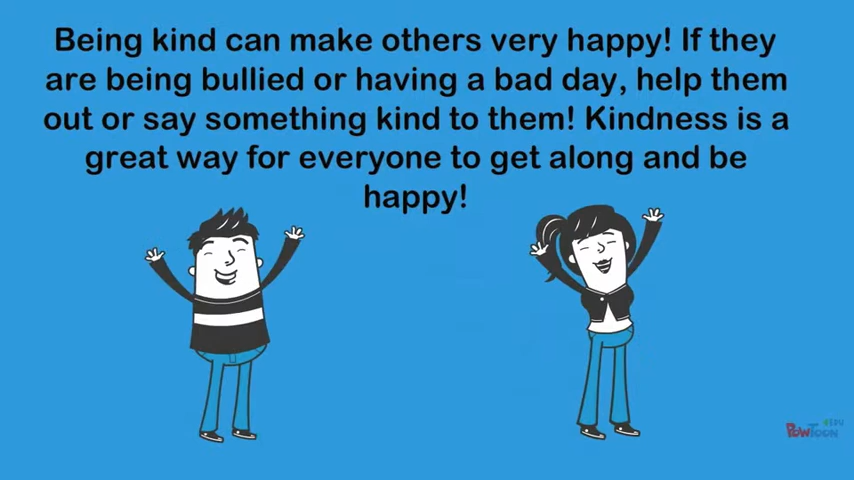 Being kind can make others very happy! If they
are being bullied or having a bad day, help them
out or say something kind to them! Kindness is a
great way for everyone to get along and be
happy!
EDU
POWTOON